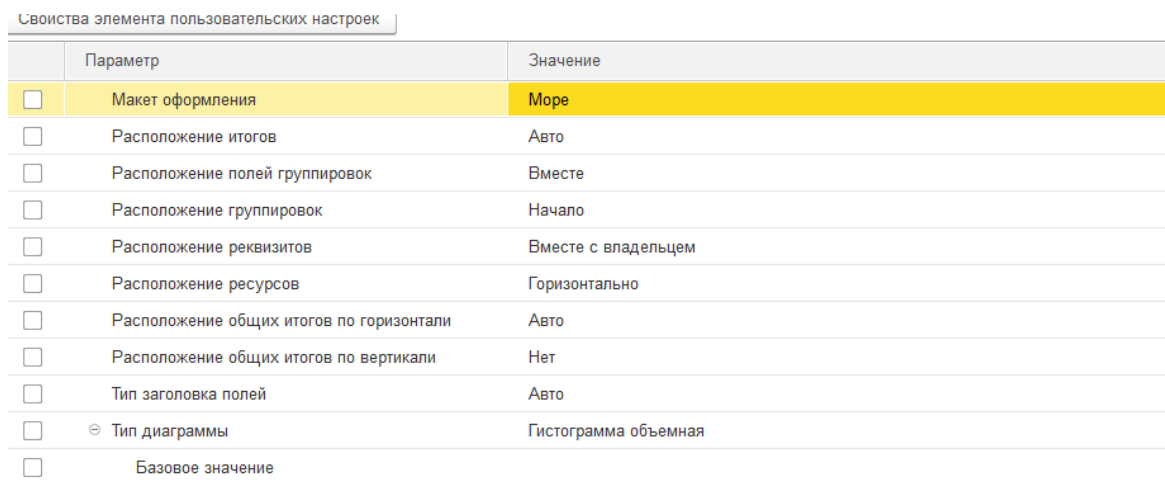 Свойства элемента пользовательских настроек
Параметр Значение
Макет оформления Море
Расположение итогов Авто
Расположение полей группировок Вместе
Расположение группировок Начало
Расположение реквизитов Вместе с владельцем
Расположение ресурсов Горизонтально
Расположение общих итогов по горизонтали Авто
Расположение общих итогов по вертикали Нет
Тип заголовка полей Авто
Тип диаграммы Гистограмма объемная
Базовое значение